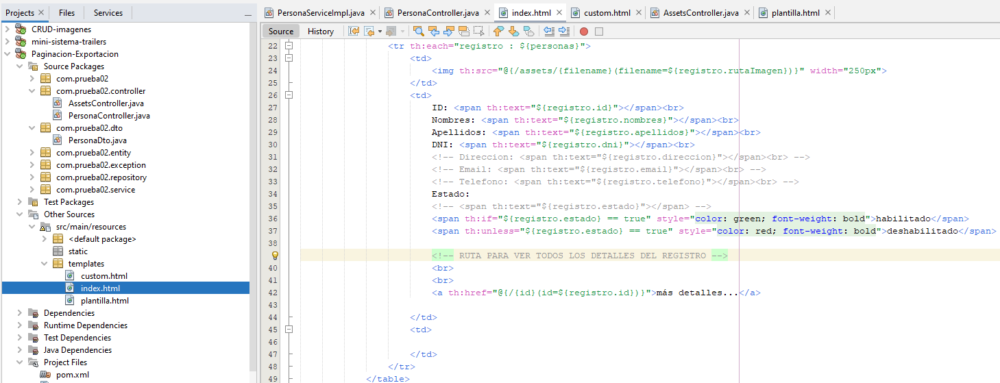 Projects
Files
Services
CRUD-imagenes
mini-sistema-trailers
Paginacion-Exportacion
Source Packages
com.prueba02
com.prueba02.controller
AssetsController.java
PersonaController.java
com.prueba02.dto
PersonaDto.java
com.prueba02.entity
com.prueba02.exception
com.prueba02.repository
com.prueba02.service
Test Packages
Other Sources
src/main/resources
<default package>
static
templates
custom.html
index.html
plantilla.html
Dependencies
Runtime Dependencies
Test Dependencies
Java Dependencies
Project Files
pom.xml
PersonaServiceImpl.java
PersonaController.java
index.html
custom.html
AssetsController.java
plantilla.html
Source
History
22 <tr th:each="registro : ${personas}">
23 <td>
24 <img th:src="@{/assets/{filename}(filename=${registro.rutaImagen})}" width="250px">
25 </td>
26 <td>
27 ID: <span th:text="${registro.id}"></span><br>
28 Nombres: <span th:text="${registro.nombres}"></span><br>
29 Apellidos: <span th:text="${registro.apellidos}"></span><br>
30 DNI: <span th:text="${registro.dni}"></span><br>
31 <!-- Direccion: <span th:text="${registro.direccion}"></span><br> -->
32 <!-- Email: <span th:text="${registro.email}"></span><br> -->
33 <!-- Telefono: <span th:text="${registro.telefono}"></span><br> -->
34 Estado:
35 <!-- <span th:text="${registro.estado}"></span> -->
36 <span th:if="${registro.estado} == true" style="color: green; font-weight: bold">habilitado</span>
37 <span th:unless="${registro.estado} == true" style="color: red; font-weight: bold">deshabilitado</span>
38
<!-- RUTA PARA VER TODOS LOS DETALLES DEL REGISTRO -->
40 <br>
41 <br>
42 <a th:href="@{/{id}(id=${registro.id})}">más detalles...</a>
43
44 </td>
45 <td>
46
47 </td>
48 </tr>
49 </table>